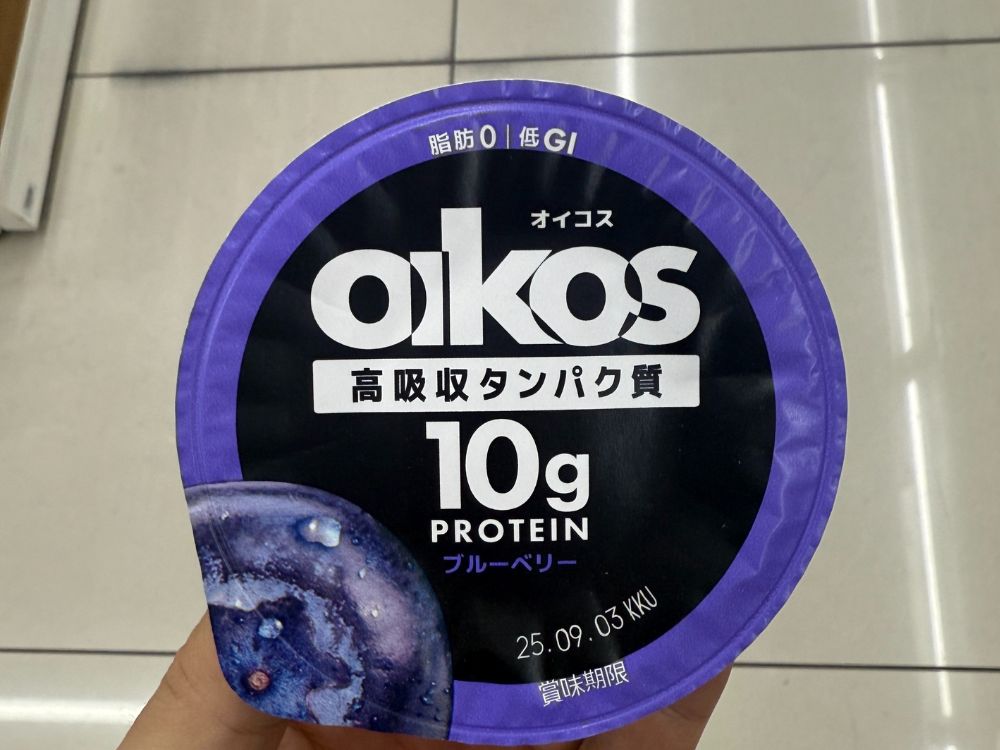 脂肪0|低GI
オイコス
oikos
高吸収タンパク質
10g
PROTEIN
ブルーベリー
25.09.03 KKU
賞味期限